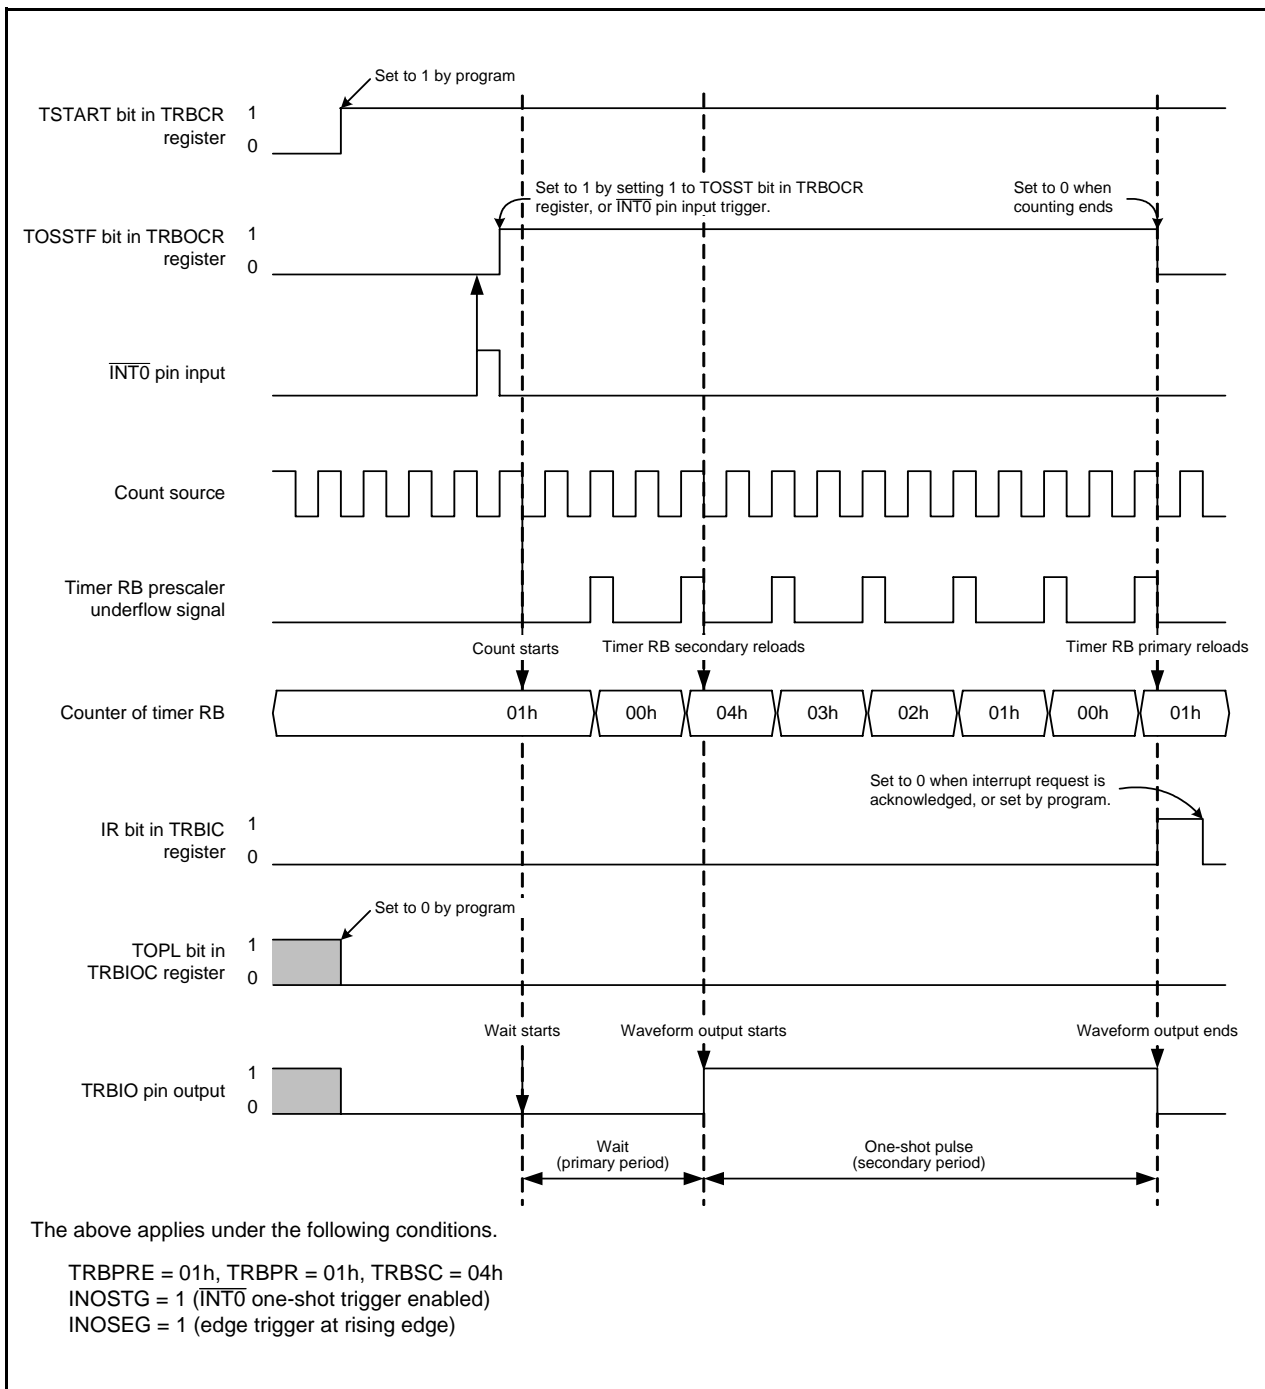 Set to 1 by program
TSTART bit in TRBCR
register
1
0
Set to 1 by setting 1 to TOSST bit in TRBOCR
register, or INT0 pin input trigger.
Set to 0 when
counting ends
TOSSTF bit in TRBOCR
register
1
0
INT0 pin input
Count source
Timer RB prescaler
underflow signal
Count starts
Timer RB secondary reloads
Timer RB primary reloads
Counter of timer RB
01h 00h 04h 03h 02h 01h 00h 01h
Set to 0 when interrupt request is
acknowledged, or set by program.
IR bit in TRBIC
register
1
0
Set to 0 by program
TOPL bit in
TRBIOC register
1
0
Wait starts
Waveform output starts
Waveform output ends
TRBIO pin output
1
0
Wait
(primary period)
One-shot pulse
(secondary period)
The above applies under the following conditions.
TRBPRE = 01h, TRBPR = 01h, TRBSC = 04h
INOSTG = 1 (INT0 one-shot trigger enabled)
INOSEG = 1 (edge trigger at rising edge)